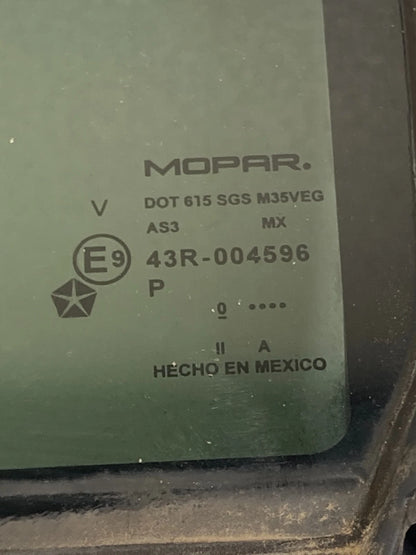 MOPAR.
V DOT 615 SGS M35VEG
AS3 MX
E9 43R-004596
P
0 ••••
II A
HECHO EN MEXICO